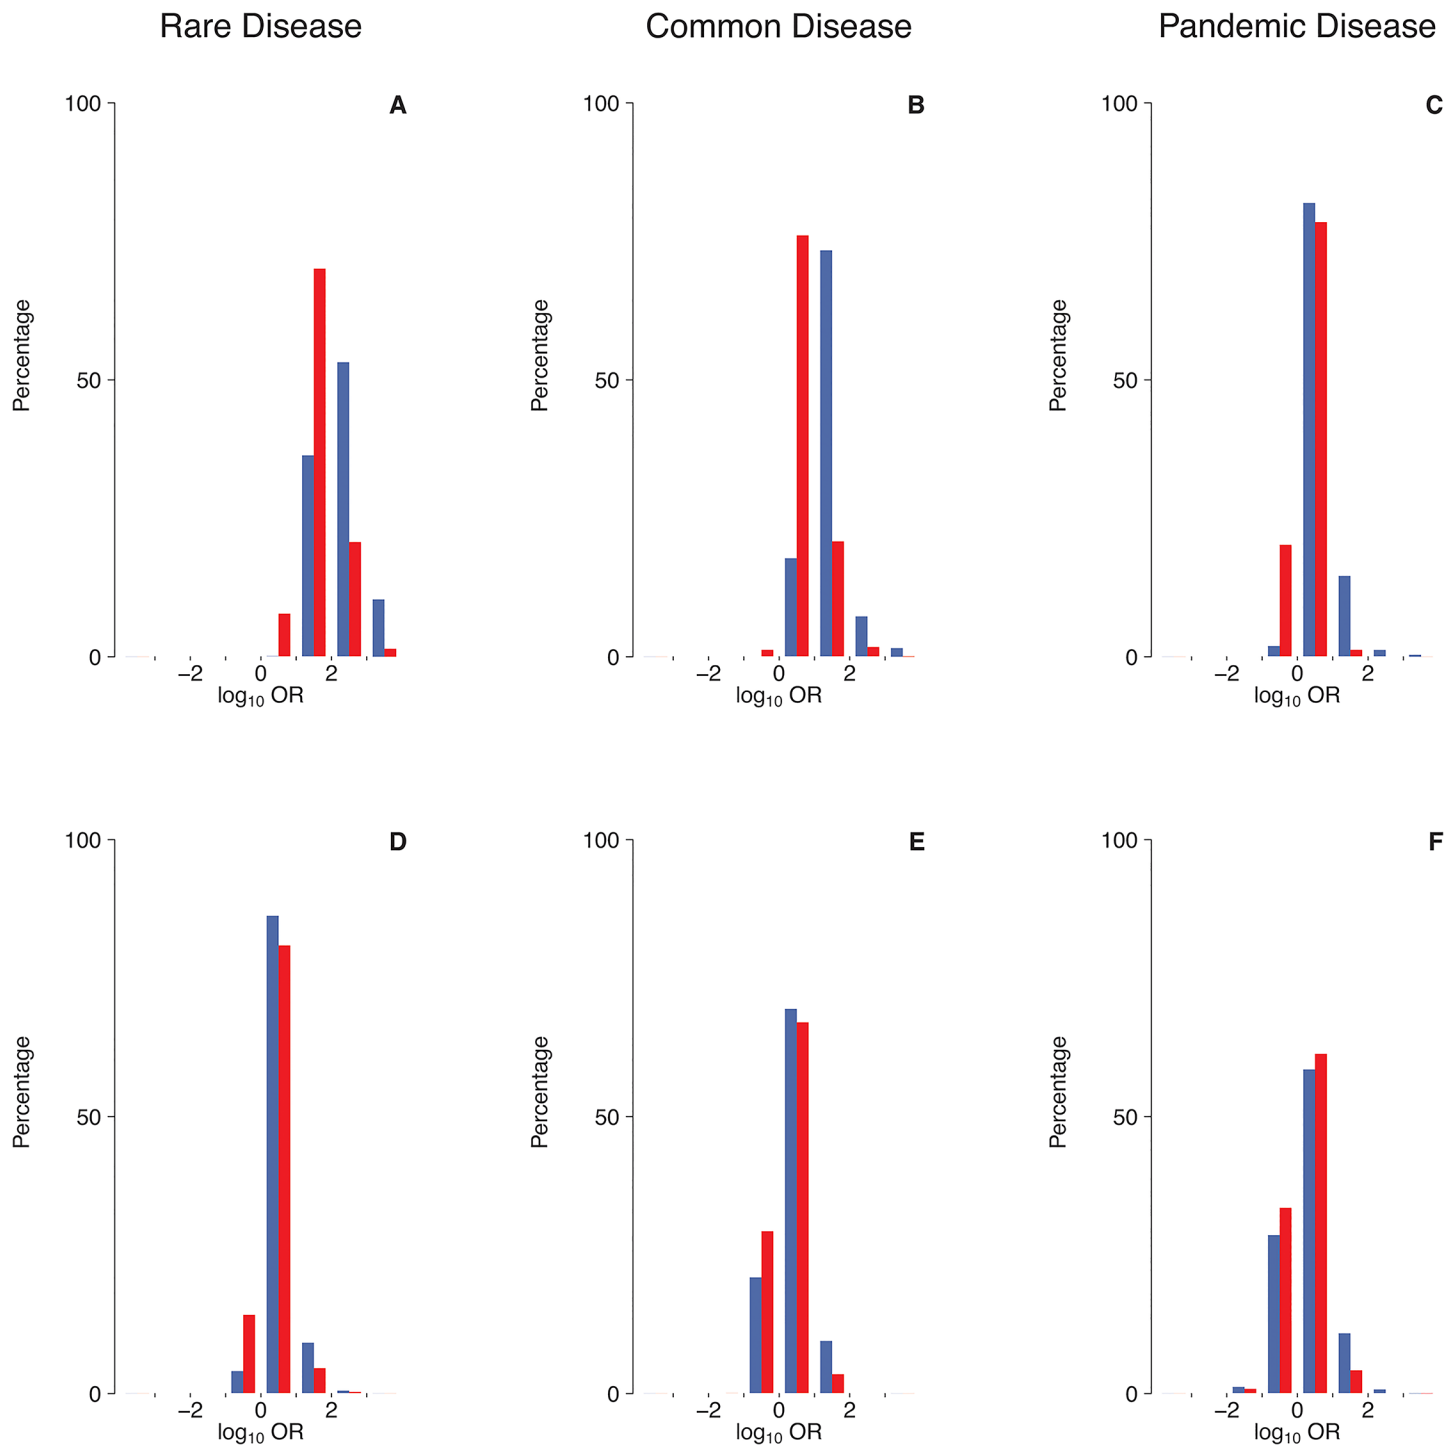 Rare Disease Common Disease Pandemic Disease
A B C
100 100 100
Percentage Percentage Percentage
50 50 50
0 0 0
−2 0 2 −2 0 2 −2 0 2
log₁₀ OR log₁₀ OR log₁₀ OR
D E F
100 100 100
Percentage Percentage Percentage
50 50 50
0 0 0
−2 0 2 −2 0 2 −2 0 2
log₁₀ OR log₁₀ OR log₁₀ OR